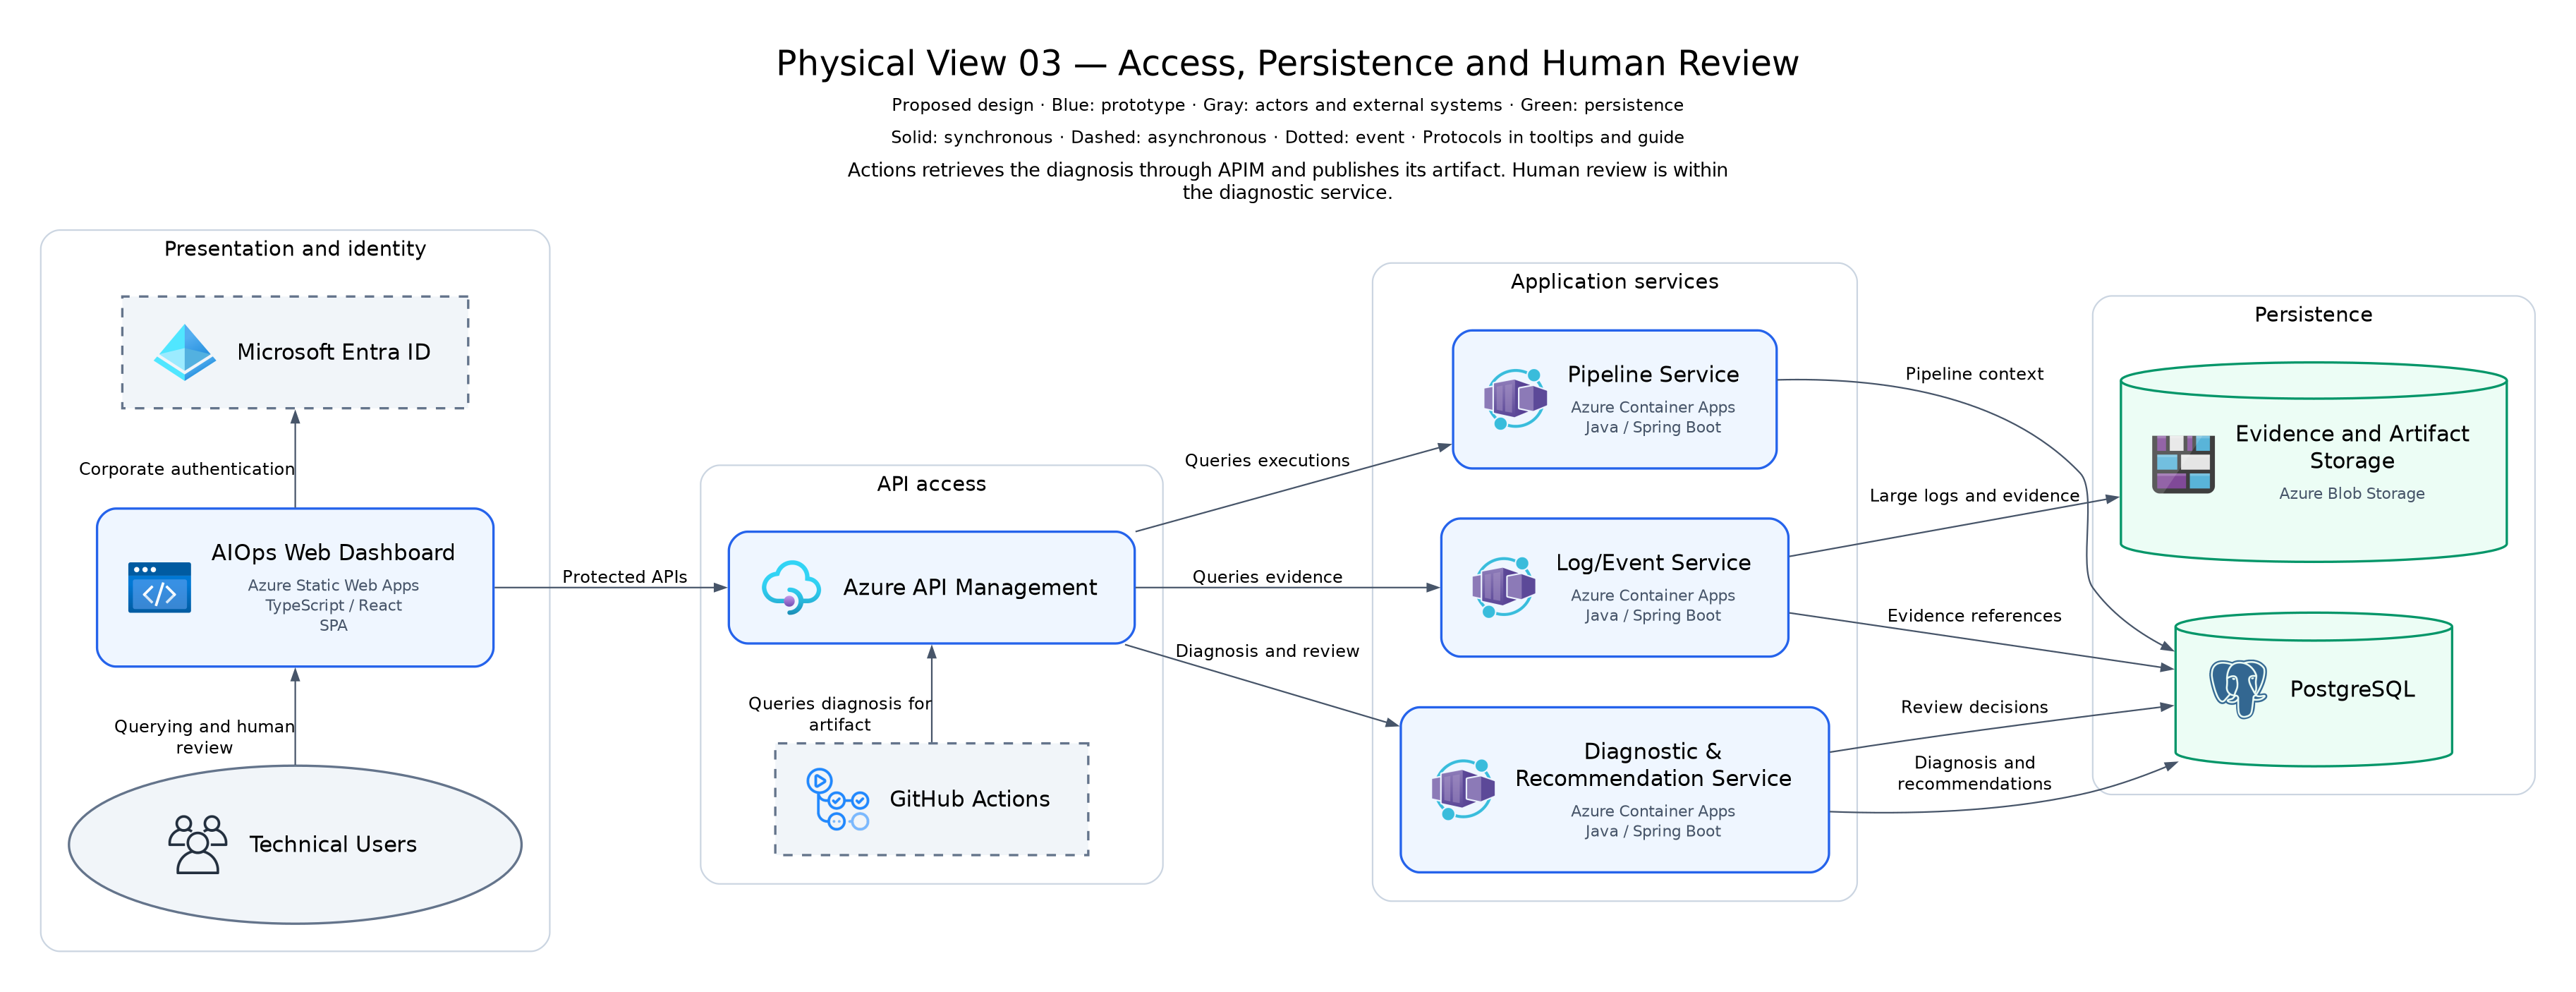 Physical View 03 — Access, Persistence and Human Review
Proposed design · Blue: prototype · Gray: actors and external systems · Green: persistence
Solid: synchronous · Dashed: asynchronous · Dotted: event · Protocols in tooltips and guide
Actions retrieves the diagnosis through APIM and publishes its artifact. Human review is within
the diagnostic service.
Presentation and identity
Microsoft Entra ID
Corporate authentication
AIOps Web Dashboard
Azure Static Web Apps
TypeScript / React
SPA
Querying and human
review
Technical Users
Protected APIs
API access
Azure API Management
Queries diagnosis for
artifact
GitHub Actions
Queries executions
Queries evidence
Diagnosis and review
Application services
Pipeline Service
Azure Container Apps
Java / Spring Boot
Log/Event Service
Azure Container Apps
Java / Spring Boot
Diagnostic &
Recommendation Service
Azure Container Apps
Java / Spring Boot
Pipeline context
Large logs and evidence
Evidence references
Review decisions
Diagnosis and
recommendations
Persistence
Evidence and Artifact
Storage
Azure Blob Storage
PostgreSQL